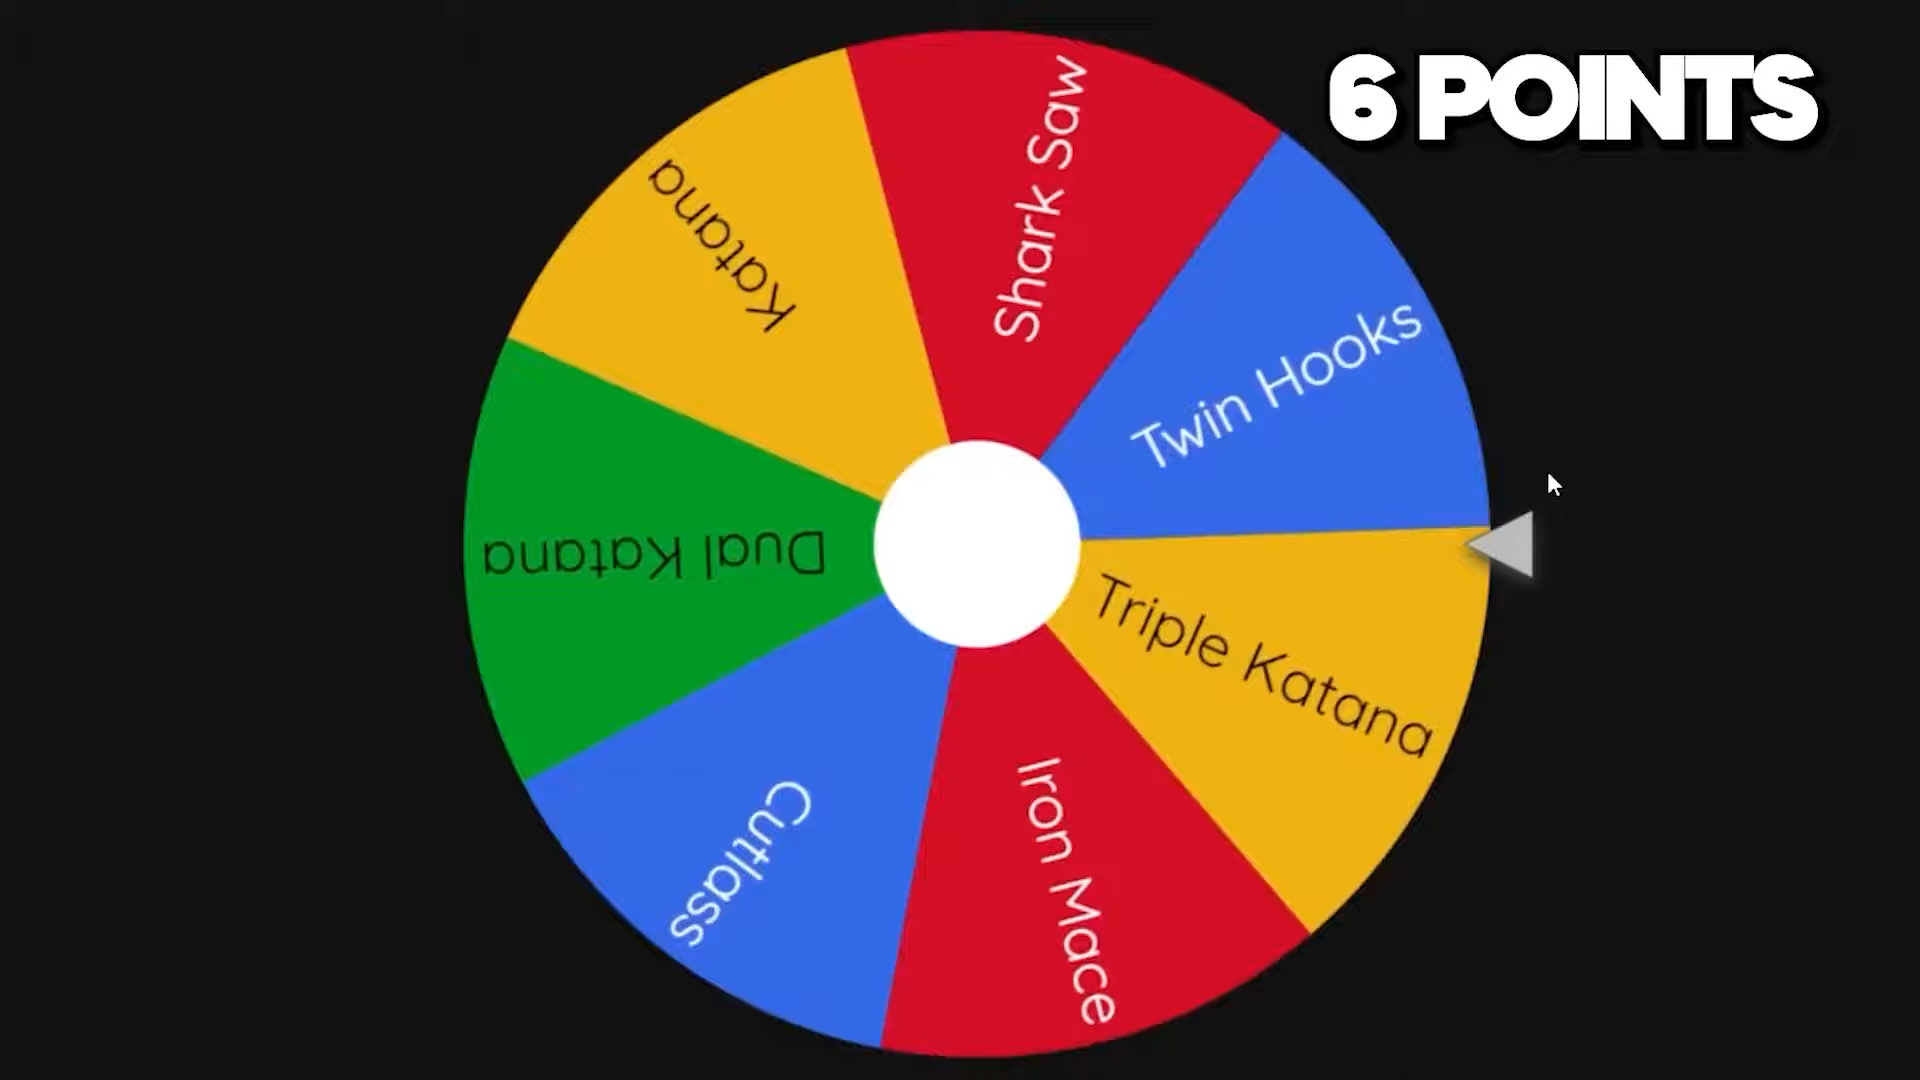 6 POINTS
Shark Saw
Twin Hooks
Triple Katana
Iron Mace
Cutlass
Dual Katana
Katana